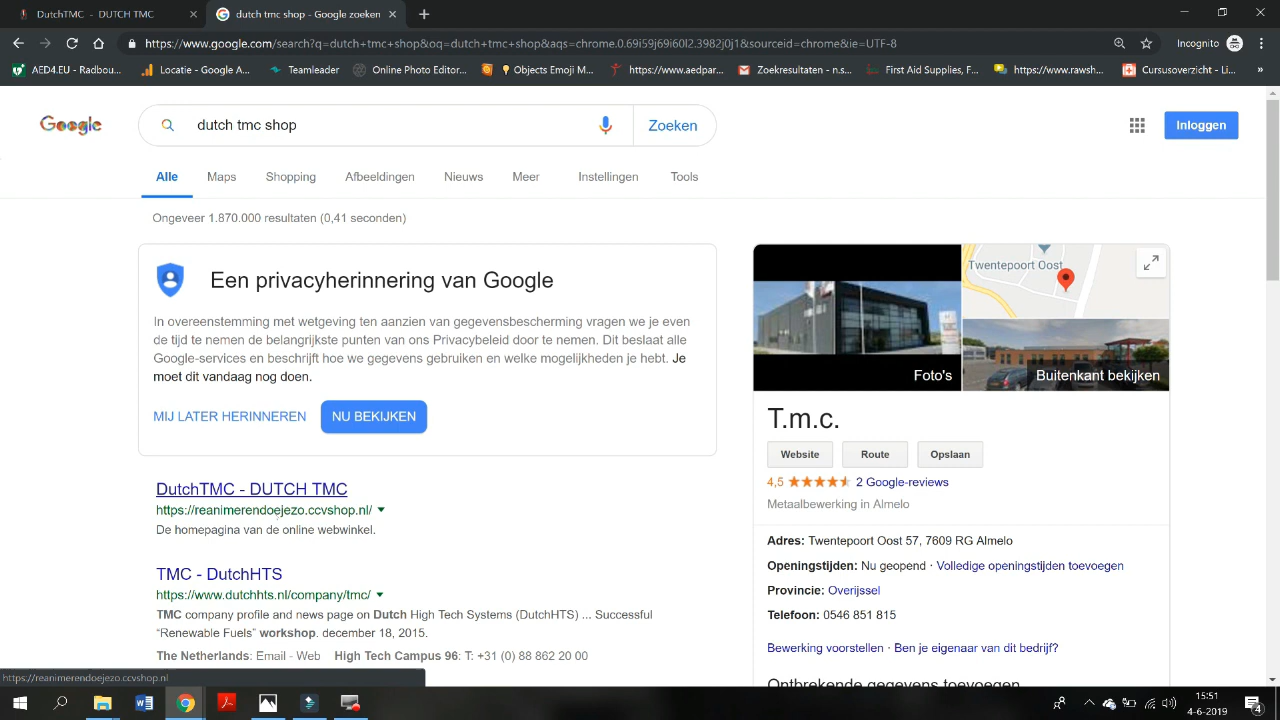 DutchTMC - DUTCH TMC
dutch tmc shop - Google zoeken
https://www.google.com/search?q=dutch+tmc+shop&oq=dutch+tmc+shop&aqs=chrome.0.69i59j69i60l2.3982j0j1&sourceid=chrome&ie=UTF-8
Incognito
AED4.EU - Radbou...
Locatie - Google A...
Teamleader
Online Photo Editor...
Objects Emoji M...
https://www.aedpar...
Zoekresultaten - n.s...
First Aid Supplies, F...
https://www.rawsh...
Cursusoverzicht - Li...
»
Google
dutch tmc shop
Zoeken
Inloggen
Alle
Maps
Shopping
Afbeeldingen
Nieuws
Meer
Instellingen
Tools
Ongeveer 1.870.000 resultaten (0,41 seconden)
Een privacyherinnering van Google
In overeenstemming met wetgeving ten aanzien van gegevensbescherming vragen we je even
de tijd te nemen de belangrijkste punten van ons Privacybeleid door te nemen. Dit beslaat alle
Google-services en beschrijft hoe we gegevens gebruiken en welke mogelijkheden je hebt. Je
moet dit vandaag nog doen.
MIJ LATER HERINNEREN
NU BEKIJKEN
DutchTMC - DUTCH TMC
https://reanimerendoejezo.ccvshop.nl/
De homepagina van de online webwinkel.
TMC - DutchHTS
https://www.dutchhts.nl/company/tmc/
TMC company profile and news page on Dutch High Tech Systems (DutchHTS) ... Successful
“Renewable Fuels” workshop. december 18, 2015.
The Netherlands: Email - Web High Tech Campus 96: T: +31 (0) 88 862 20 00
Twentepoort Oost
Foto's
Buitenkant bekijken
T.m.c.
Website
Route
Opslaan
4,5 2 Google-reviews
Metaalbewerking in Almelo
Adres: Twentepoort Oost 57, 7609 RG Almelo
Openingstijden: Nu geopend · Volledige openingstijden toevoegen
Provincie: Overijssel
Telefoon: 0546 851 815
Bewerking voorstellen · Ben je eigenaar van dit bedrijf?
Ontbrekende gegevens toevoegen
https://reanimerendoejezo.ccvshop.nl
15:51
4-6-2019
4